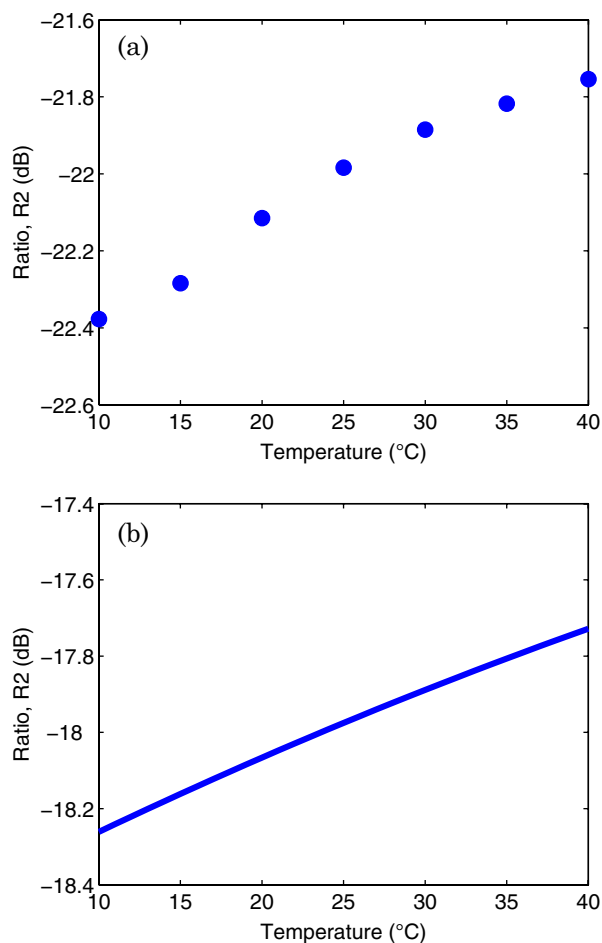 (a)
Ratio, R2 (dB)
−21.6
−21.8
−22
−22.2
−22.4
−22.6
10 15 20 25 30 35 40
Temperature (°C)
(b)
Ratio, R2 (dB)
−17.4
−17.6
−17.8
−18
−18.2
−18.4
10 15 20 25 30 35 40
Temperature (°C)